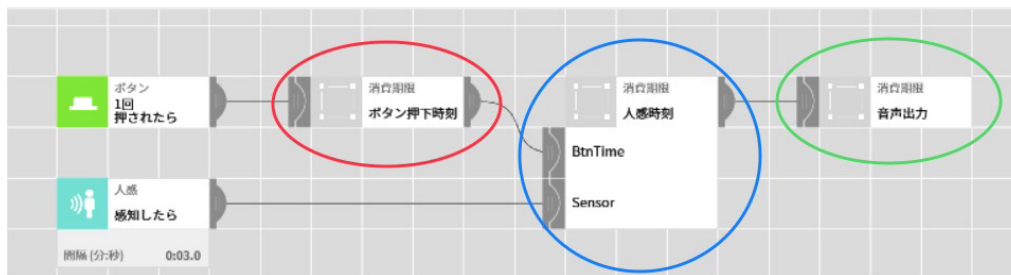 ボタン
1回
押されたら
消費期限
ボタン押下時刻
消費期限
人感時刻
BtnTime
Sensor
消費期限
音声出力
人感
感知したら
間隔 (分:秒) 0:03.0